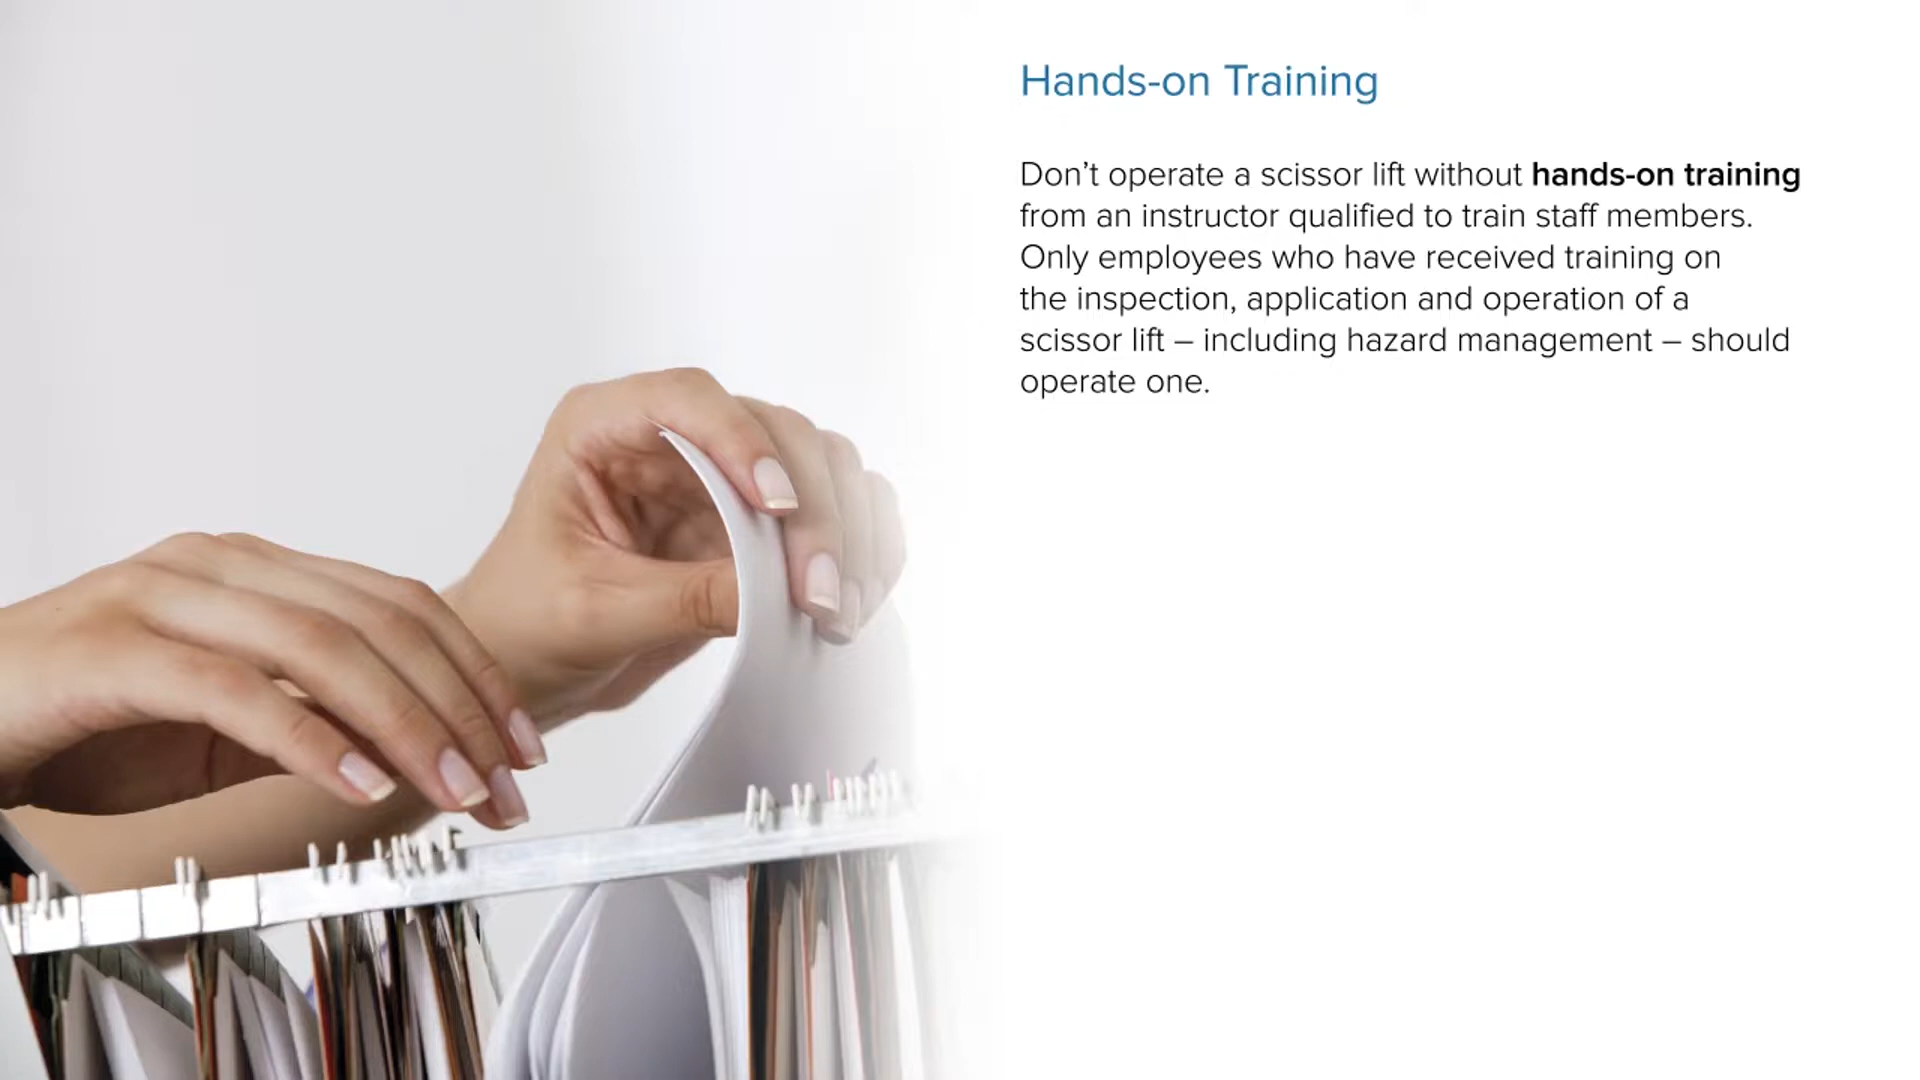 Hands-on Training
Don’t operate a scissor lift without hands-on training
from an instructor qualified to train staff members.
Only employees who have received training on
the inspection, application and operation of a
scissor lift – including hazard management – should
operate one.